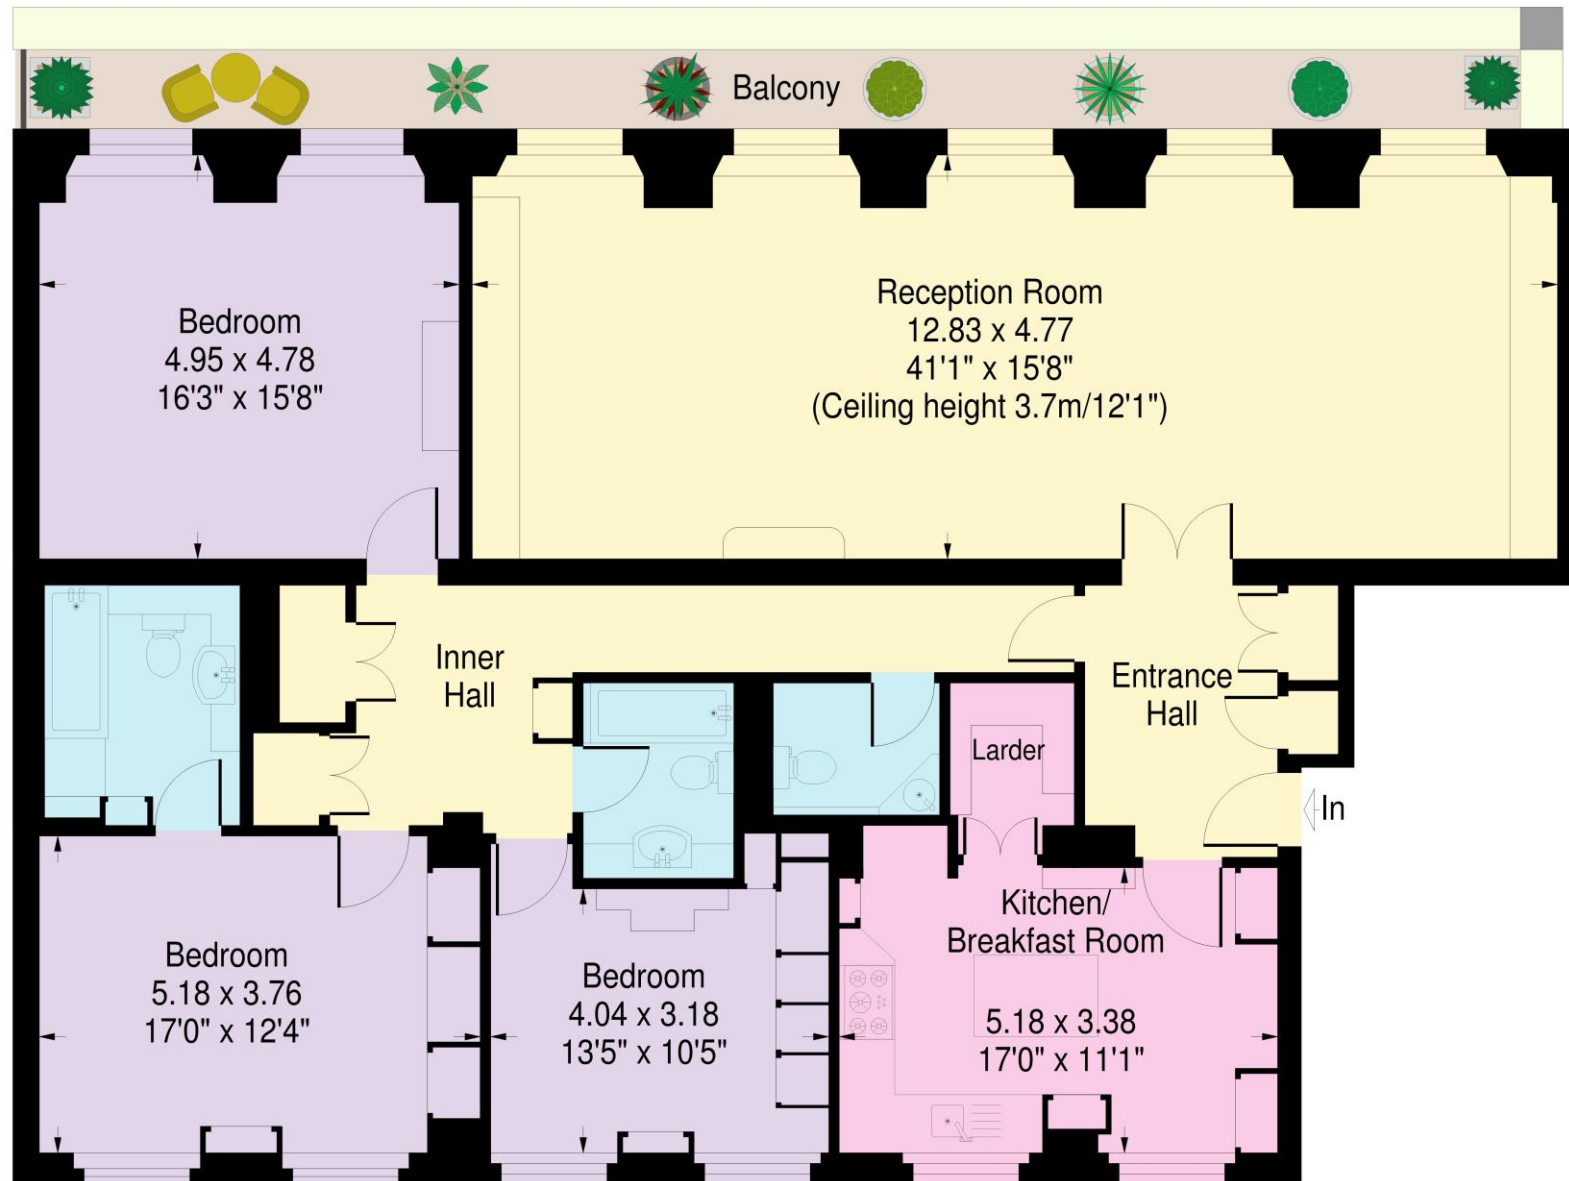 Balcony
Bedroom
4.95 x 4.78
16'3" x 15'8"
Reception Room
12.83 x 4.77
41'1" x 15'8"
(Ceiling height 3.7m/12'1")
Inner
Hall
Entrance
Hall
Larder
In
Bedroom
5.18 x 3.76
17'0" x 12'4"
Bedroom
4.04 x 3.18
13'5" x 10'5"
Kitchen/
Breakfast Room
5.18 x 3.38
17'0" x 11'1"